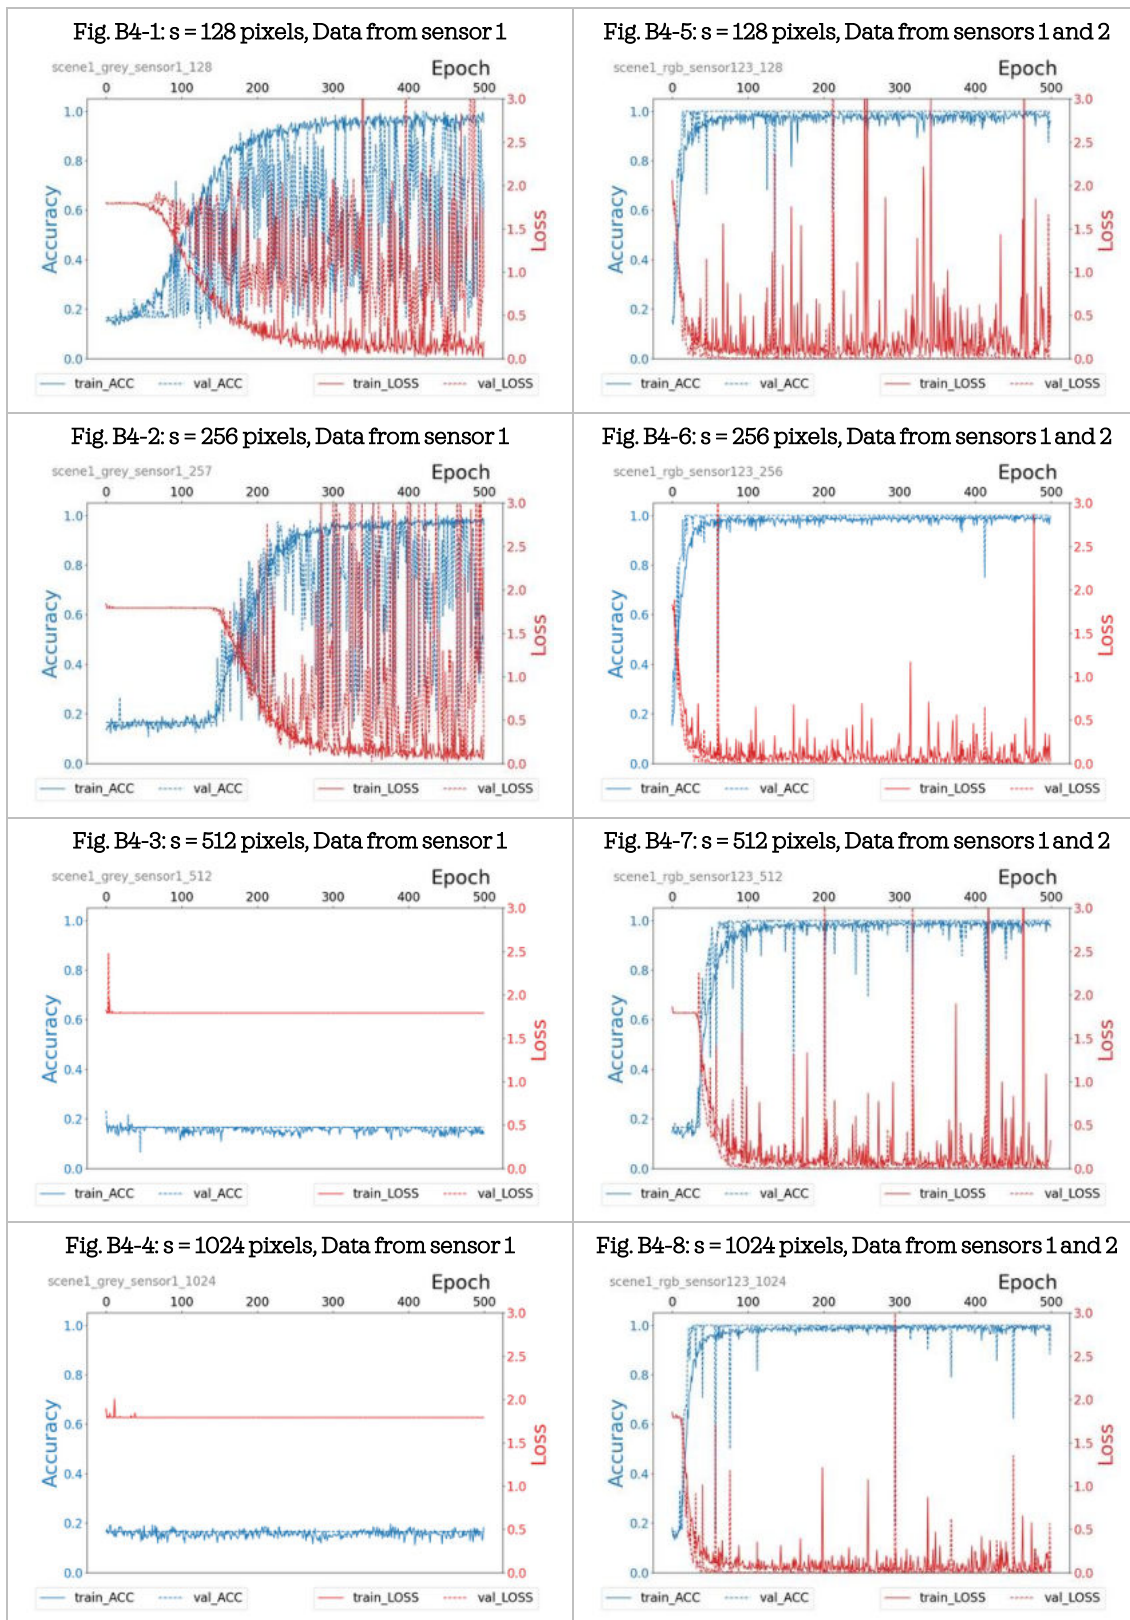 Fig. B4-1: s = 128 pixels, Data from sensor 1
scene1_grey_sensor1_128
Epoch
0 100 200 300 400 500
1.0
0.8
0.6
0.4
0.2
0.0
Accuracy
3.0
2.5
2.0
1.5
1.0
0.5
0.0
Loss
train_ACC val_ACC train_LOSS val_LOSS
Fig. B4-5: s = 128 pixels, Data from sensors 1 and 2
scene1_rgb_sensor123_128
Epoch
0 100 200 300 400 500
1.0
0.8
0.6
0.4
0.2
0.0
Accuracy
3.0
2.5
2.0
1.5
1.0
0.5
0.0
Loss
train_ACC val_ACC train_LOSS val_LOSS
Fig. B4-2: s = 256 pixels, Data from sensor 1
scene1_grey_sensor1_257
Epoch
0 100 200 300 400 500
1.0
0.8
0.6
0.4
0.2
0.0
Accuracy
3.0
2.5
2.0
1.5
1.0
0.5
0.0
Loss
train_ACC val_ACC train_LOSS val_LOSS
Fig. B4-6: s = 256 pixels, Data from sensors 1 and 2
scene1_rgb_sensor123_256
Epoch
0 100 200 300 400 500
1.0
0.8
0.6
0.4
0.2
0.0
Accuracy
3.0
2.5
2.0
1.5
1.0
0.5
0.0
Loss
train_ACC val_ACC train_LOSS val_LOSS
Fig. B4-3: s = 512 pixels, Data from sensor 1
scene1_grey_sensor1_512
Epoch
0 100 200 300 400 500
1.0
0.8
0.6
0.4
0.2
0.0
Accuracy
3.0
2.5
2.0
1.5
1.0
0.5
0.0
Loss
train_ACC val_ACC train_LOSS val_LOSS
Fig. B4-7: s = 512 pixels, Data from sensors 1 and 2
scene1_rgb_sensor123_512
Epoch
0 100 200 300 400 500
1.0
0.8
0.6
0.4
0.2
0.0
Accuracy
3.0
2.5
2.0
1.5
1.0
0.5
0.0
Loss
train_ACC val_ACC train_LOSS val_LOSS
Fig. B4-4: s = 1024 pixels, Data from sensor 1
scene1_grey_sensor1_1024
Epoch
0 100 200 300 400 500
1.0
0.8
0.6
0.4
0.2
0.0
Accuracy
3.0
2.5
2.0
1.5
1.0
0.5
0.0
Loss
train_ACC val_ACC train_LOSS val_LOSS
Fig. B4-8: s = 1024 pixels, Data from sensors 1 and 2
scene1_rgb_sensor123_1024
Epoch
0 100 200 300 400 500
1.0
0.8
0.6
0.4
0.2
0.0
Accuracy
3.0
2.5
2.0
1.5
1.0
0.5
0.0
Loss
train_ACC val_ACC train_LOSS val_LOSS